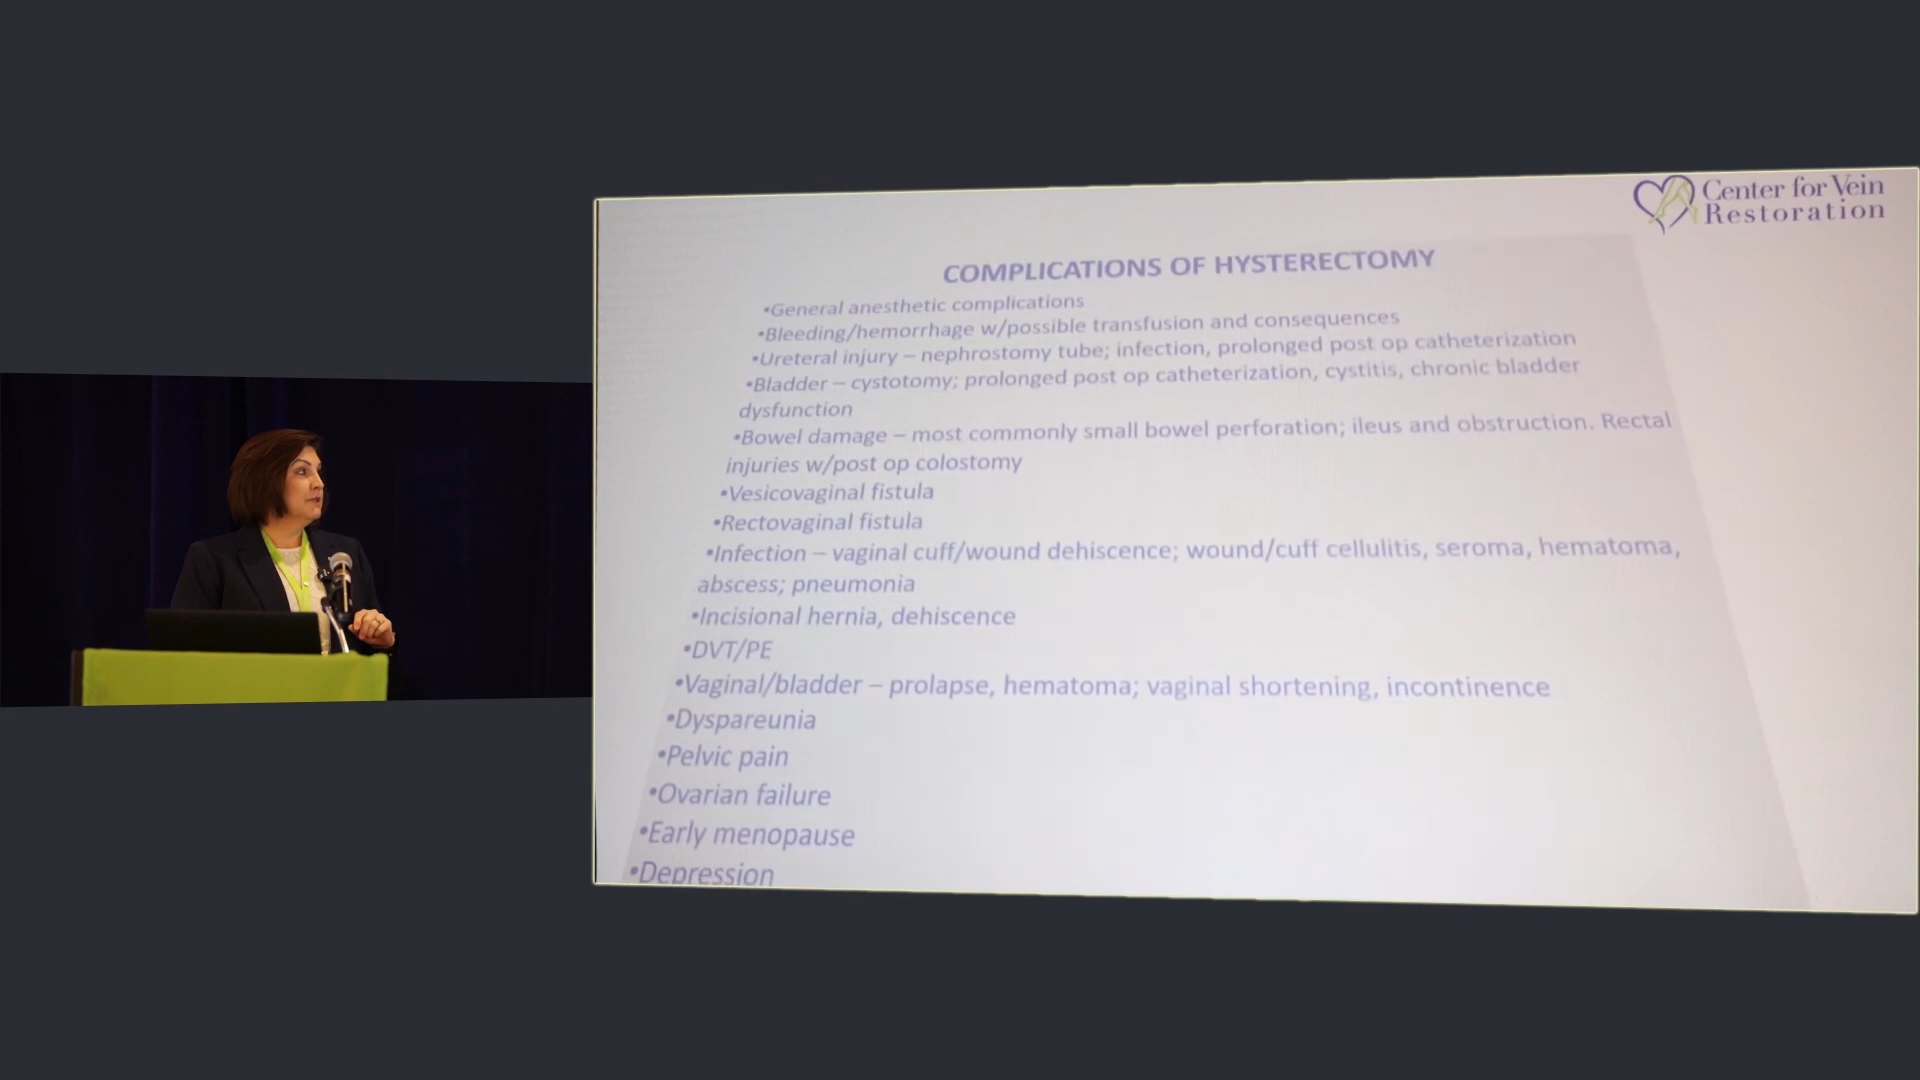 Center for Vein
Restoration
COMPLICATIONS OF HYSTERECTOMY
•General anesthetic complications
•Bleeding/hemorrhage w/possible transfusion and consequences
•Ureteral injury – nephrostomy tube; infection, prolonged post op catheterization
•Bladder – cystotomy; prolonged post op catheterization, cystitis, chronic bladder
dysfunction
•Bowel damage – most commonly small bowel perforation; ileus and obstruction. Rectal
injuries w/post op colostomy
•Vesicovaginal fistula
•Rectovaginal fistula
•Infection – vaginal cuff/wound dehiscence; wound/cuff cellulitis, seroma, hematoma,
abscess; pneumonia
•Incisional hernia, dehiscence
•DVT/PE
•Vaginal/bladder – prolapse, hematoma; vaginal shortening, incontinence
•Dyspareunia
•Pelvic pain
•Ovarian failure
•Early menopause
•Depression